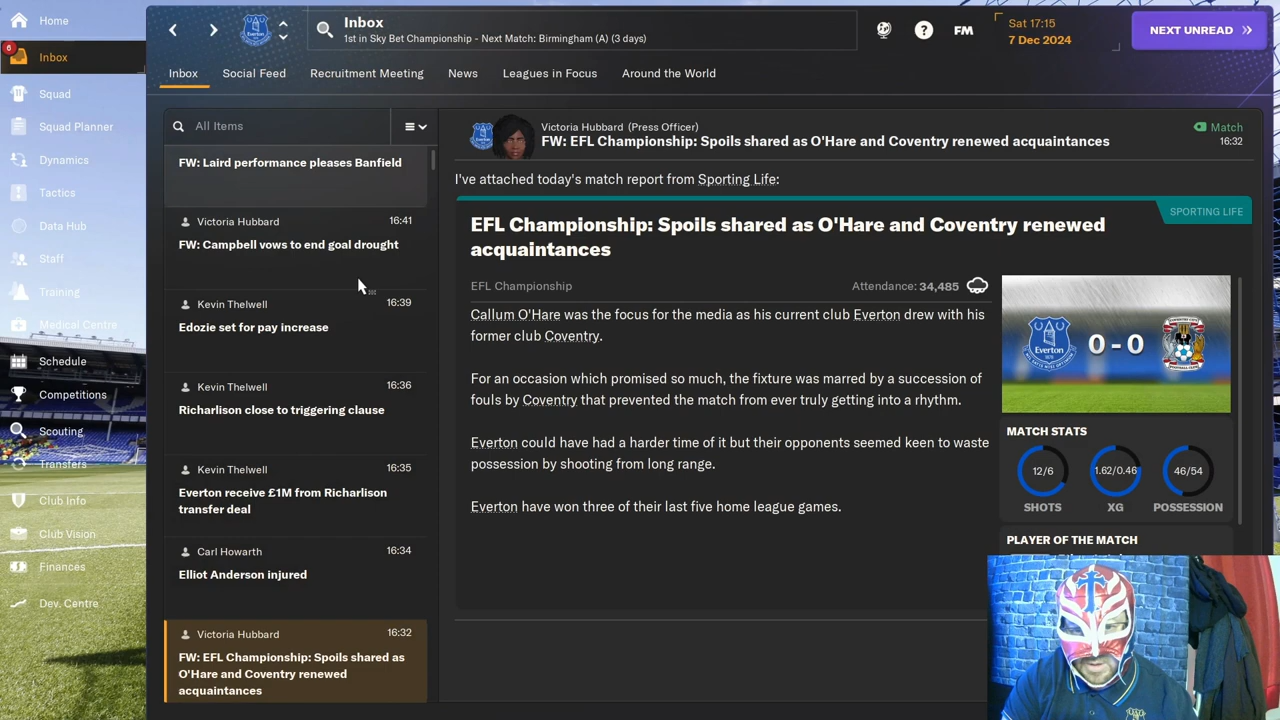 Home
6
Inbox
Squad
Squad Planner
Dynamics
Tactics
Data Hub
Staff
Training
Medical Centre
Schedule
Competitions
Scouting
Transfers
Club Info
Club Vision
Finances
Dev. Centre
Everton
Inbox
1st in Sky Bet Championship - Next Match: Birmingham (A) (3 days)
?
FM
Sat 17:15
7 Dec 2024
NEXT UNREAD
Inbox Social Feed Recruitment Meeting News Leagues in Focus Around the World
All Items
FW: Laird performance pleases Banfield
Victoria Hubbard 16:41
FW: Campbell vows to end goal drought
Kevin Thelwell 16:39
Edozie set for pay increase
Kevin Thelwell 16:36
Richarlison close to triggering clause
Kevin Thelwell 16:35
Everton receive £1M from Richarlison
transfer deal
Carl Howarth 16:34
Elliot Anderson injured
Victoria Hubbard 16:32
FW: EFL Championship: Spoils shared as
O'Hare and Coventry renewed
acquaintances
Victoria Hubbard (Press Officer)
FW: EFL Championship: Spoils shared as O'Hare and Coventry renewed acquaintances
Match
16:32
I've attached today's match report from Sporting Life:
SPORTING LIFE
EFL Championship: Spoils shared as O'Hare and Coventry renewed
acquaintances
EFL Championship Attendance: 34,485
Callum O'Hare was the focus for the media as his current club Everton drew with his
former club Coventry.
For an occasion which promised so much, the fixture was marred by a succession of
fouls by Coventry that prevented the match from ever truly getting into a rhythm.
Everton could have had a harder time of it but their opponents seemed keen to waste
possession by shooting from long range.
Everton have won three of their last five home league games.
Everton
0 - 0
MATCH STATS
12/6 1.62/0.46 46/54
SHOTS XG POSSESSION
PLAYER OF THE MATCH